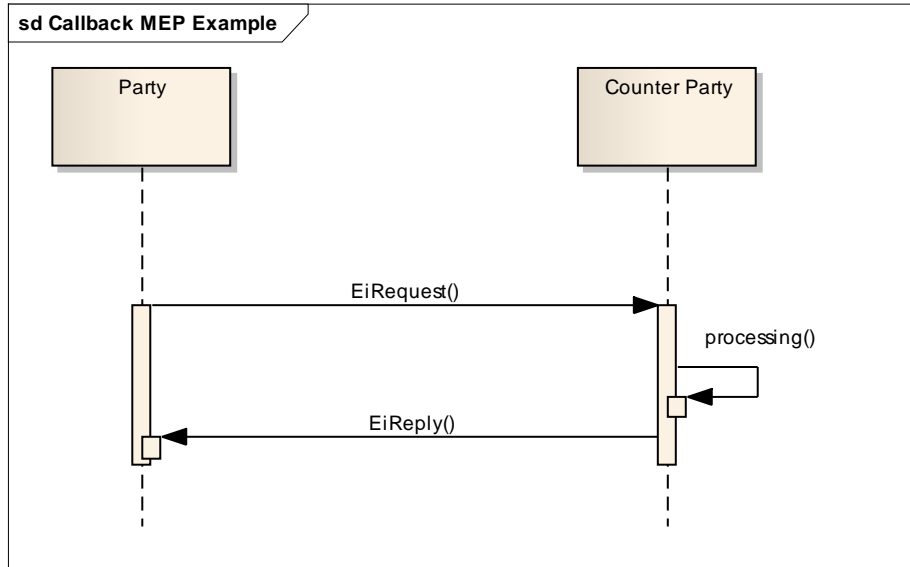 sd Callback MEP Example
Party
Counter Party
EiRequest()
processing()
EiReply()